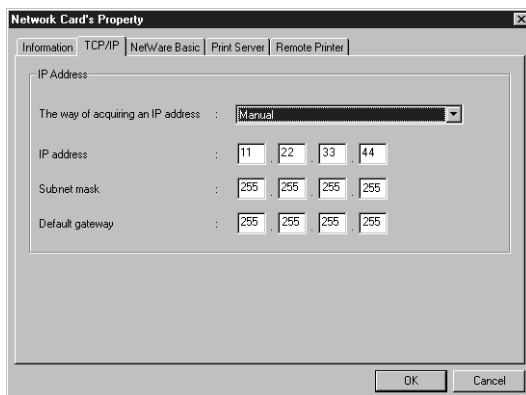 Network Card's Property
Information TCP/IP NetWare Basic Print Server Remote Printer
IP Address
The way of acquiring an IP address : Manual
IP address : 11 . 22 . 33 . 44
Subnet mask : 255 . 255 . 255 . 255
Default gateway : 255 . 255 . 255 . 255
OK Cancel